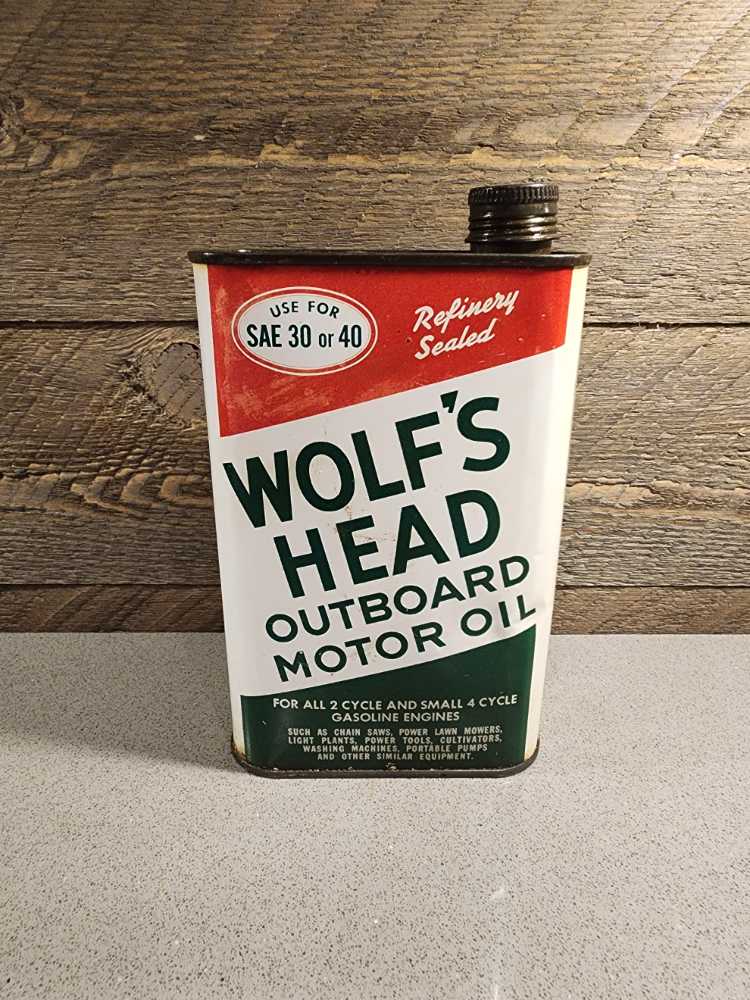 USE FOR
SAE 30 or 40
Refinery
Sealed
WOLF'S
HEAD
OUTBOARD
MOTOR OIL
FOR ALL 2 CYCLE AND SMALL 4 CYCLE
GASOLINE ENGINES
SUCH AS CHAIN SAWS, POWER LAWN MOWERS,
LIGHT PLANTS, POWER TOOLS, CULTIVATORS,
WASHING MACHINES, PORTABLE PUMPS
AND OTHER SIMILAR EQUIPMENT.